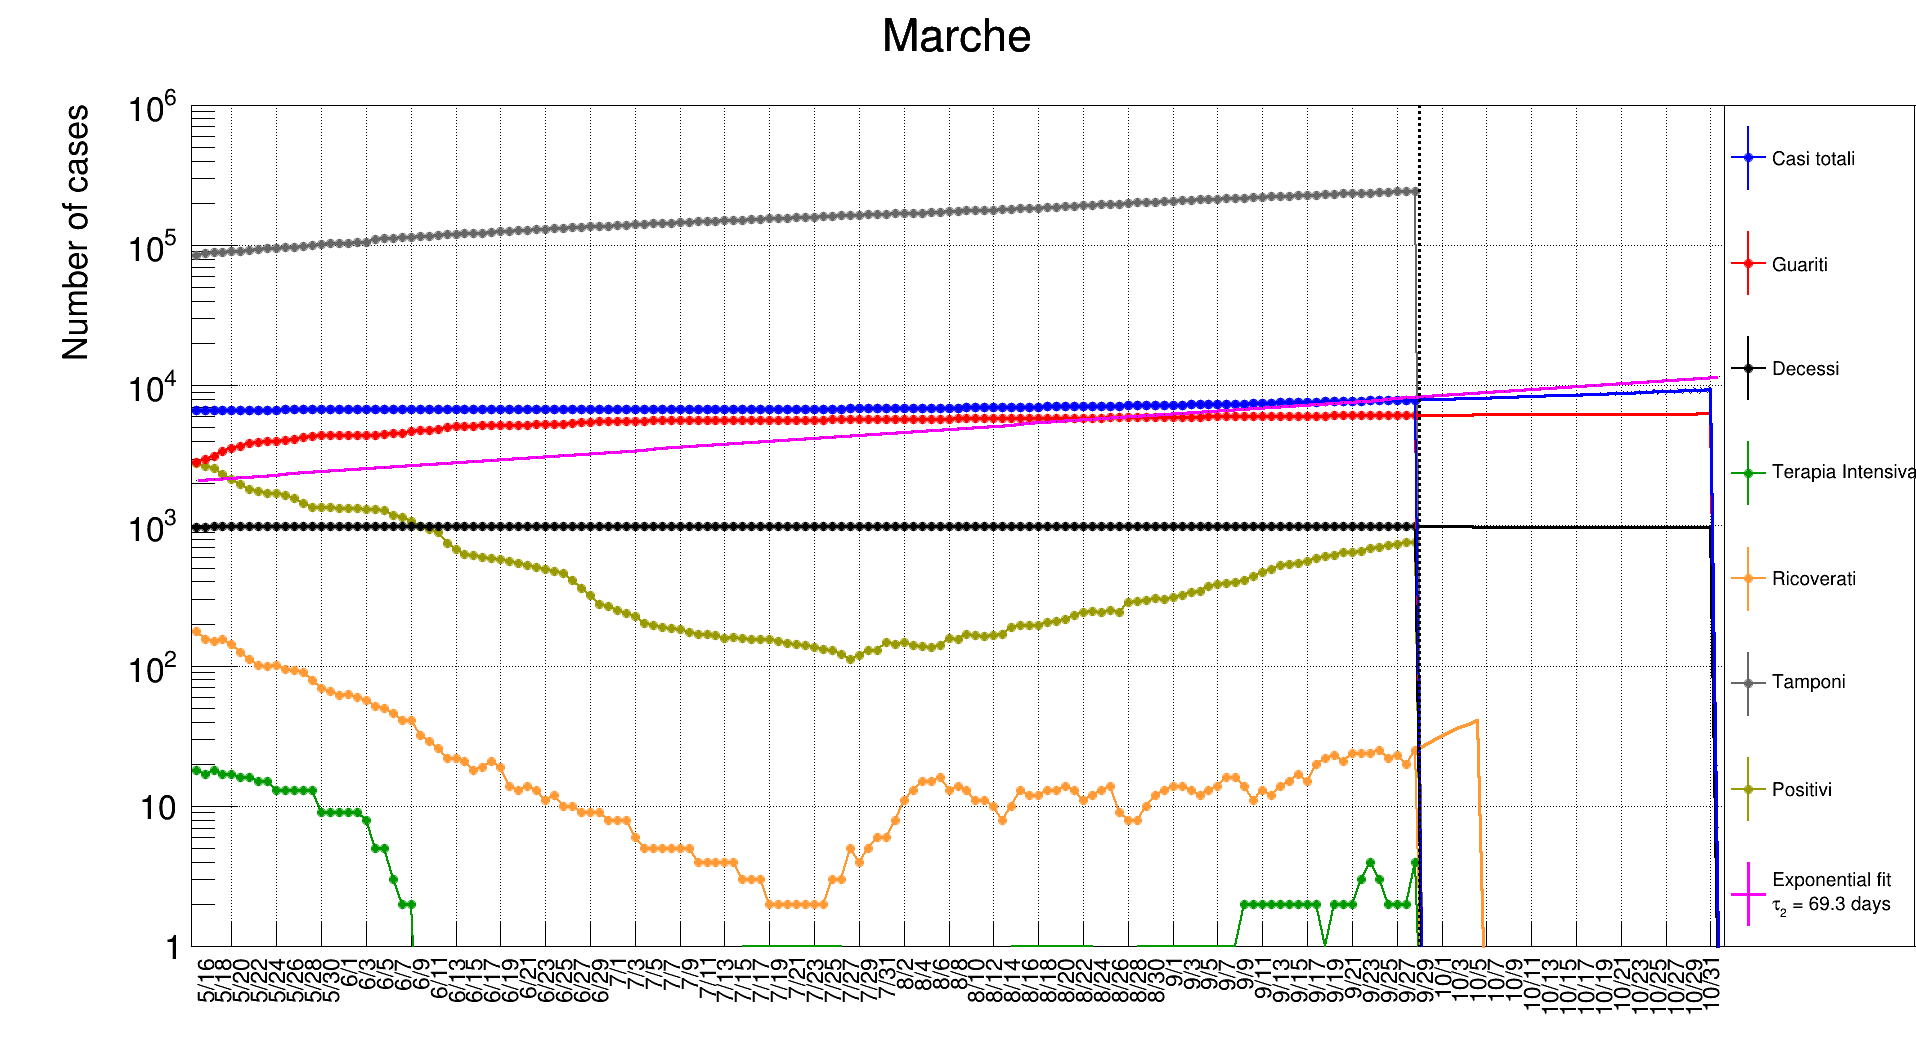 Marche
Number of cases
10^6
10^5
10^4
10^3
10^2
10
1
5/16 5/18 5/20 5/22 5/24 5/26 5/28 5/30 6/1 6/3 6/5 6/7 6/9 6/11 6/13 6/15 6/17 6/19 6/21 6/23 6/25 6/27 6/29 7/1 7/3 7/5 7/7 7/9 7/11 7/13 7/15 7/17 7/19 7/21 7/23 7/25 7/27 7/29 7/31 8/2 8/4 8/6 8/8 8/10 8/12 8/14 8/16 8/18 8/20 8/22 8/24 8/26 8/28 8/30 9/1 9/3 9/5 9/7 9/9 9/11 9/13 9/15 9/17 9/19 9/21 9/23 9/25 9/27 9/29 10/1 10/3 10/5 10/7 10/9 10/11 10/13 10/15 10/17 10/19 10/21 10/23 10/25 10/27 10/29 10/31
Casi totali
Guariti
Decessi
Terapia Intensiva
Ricoverati
Tamponi
Positivi
Exponential fit
τ_2 = 69.3 days